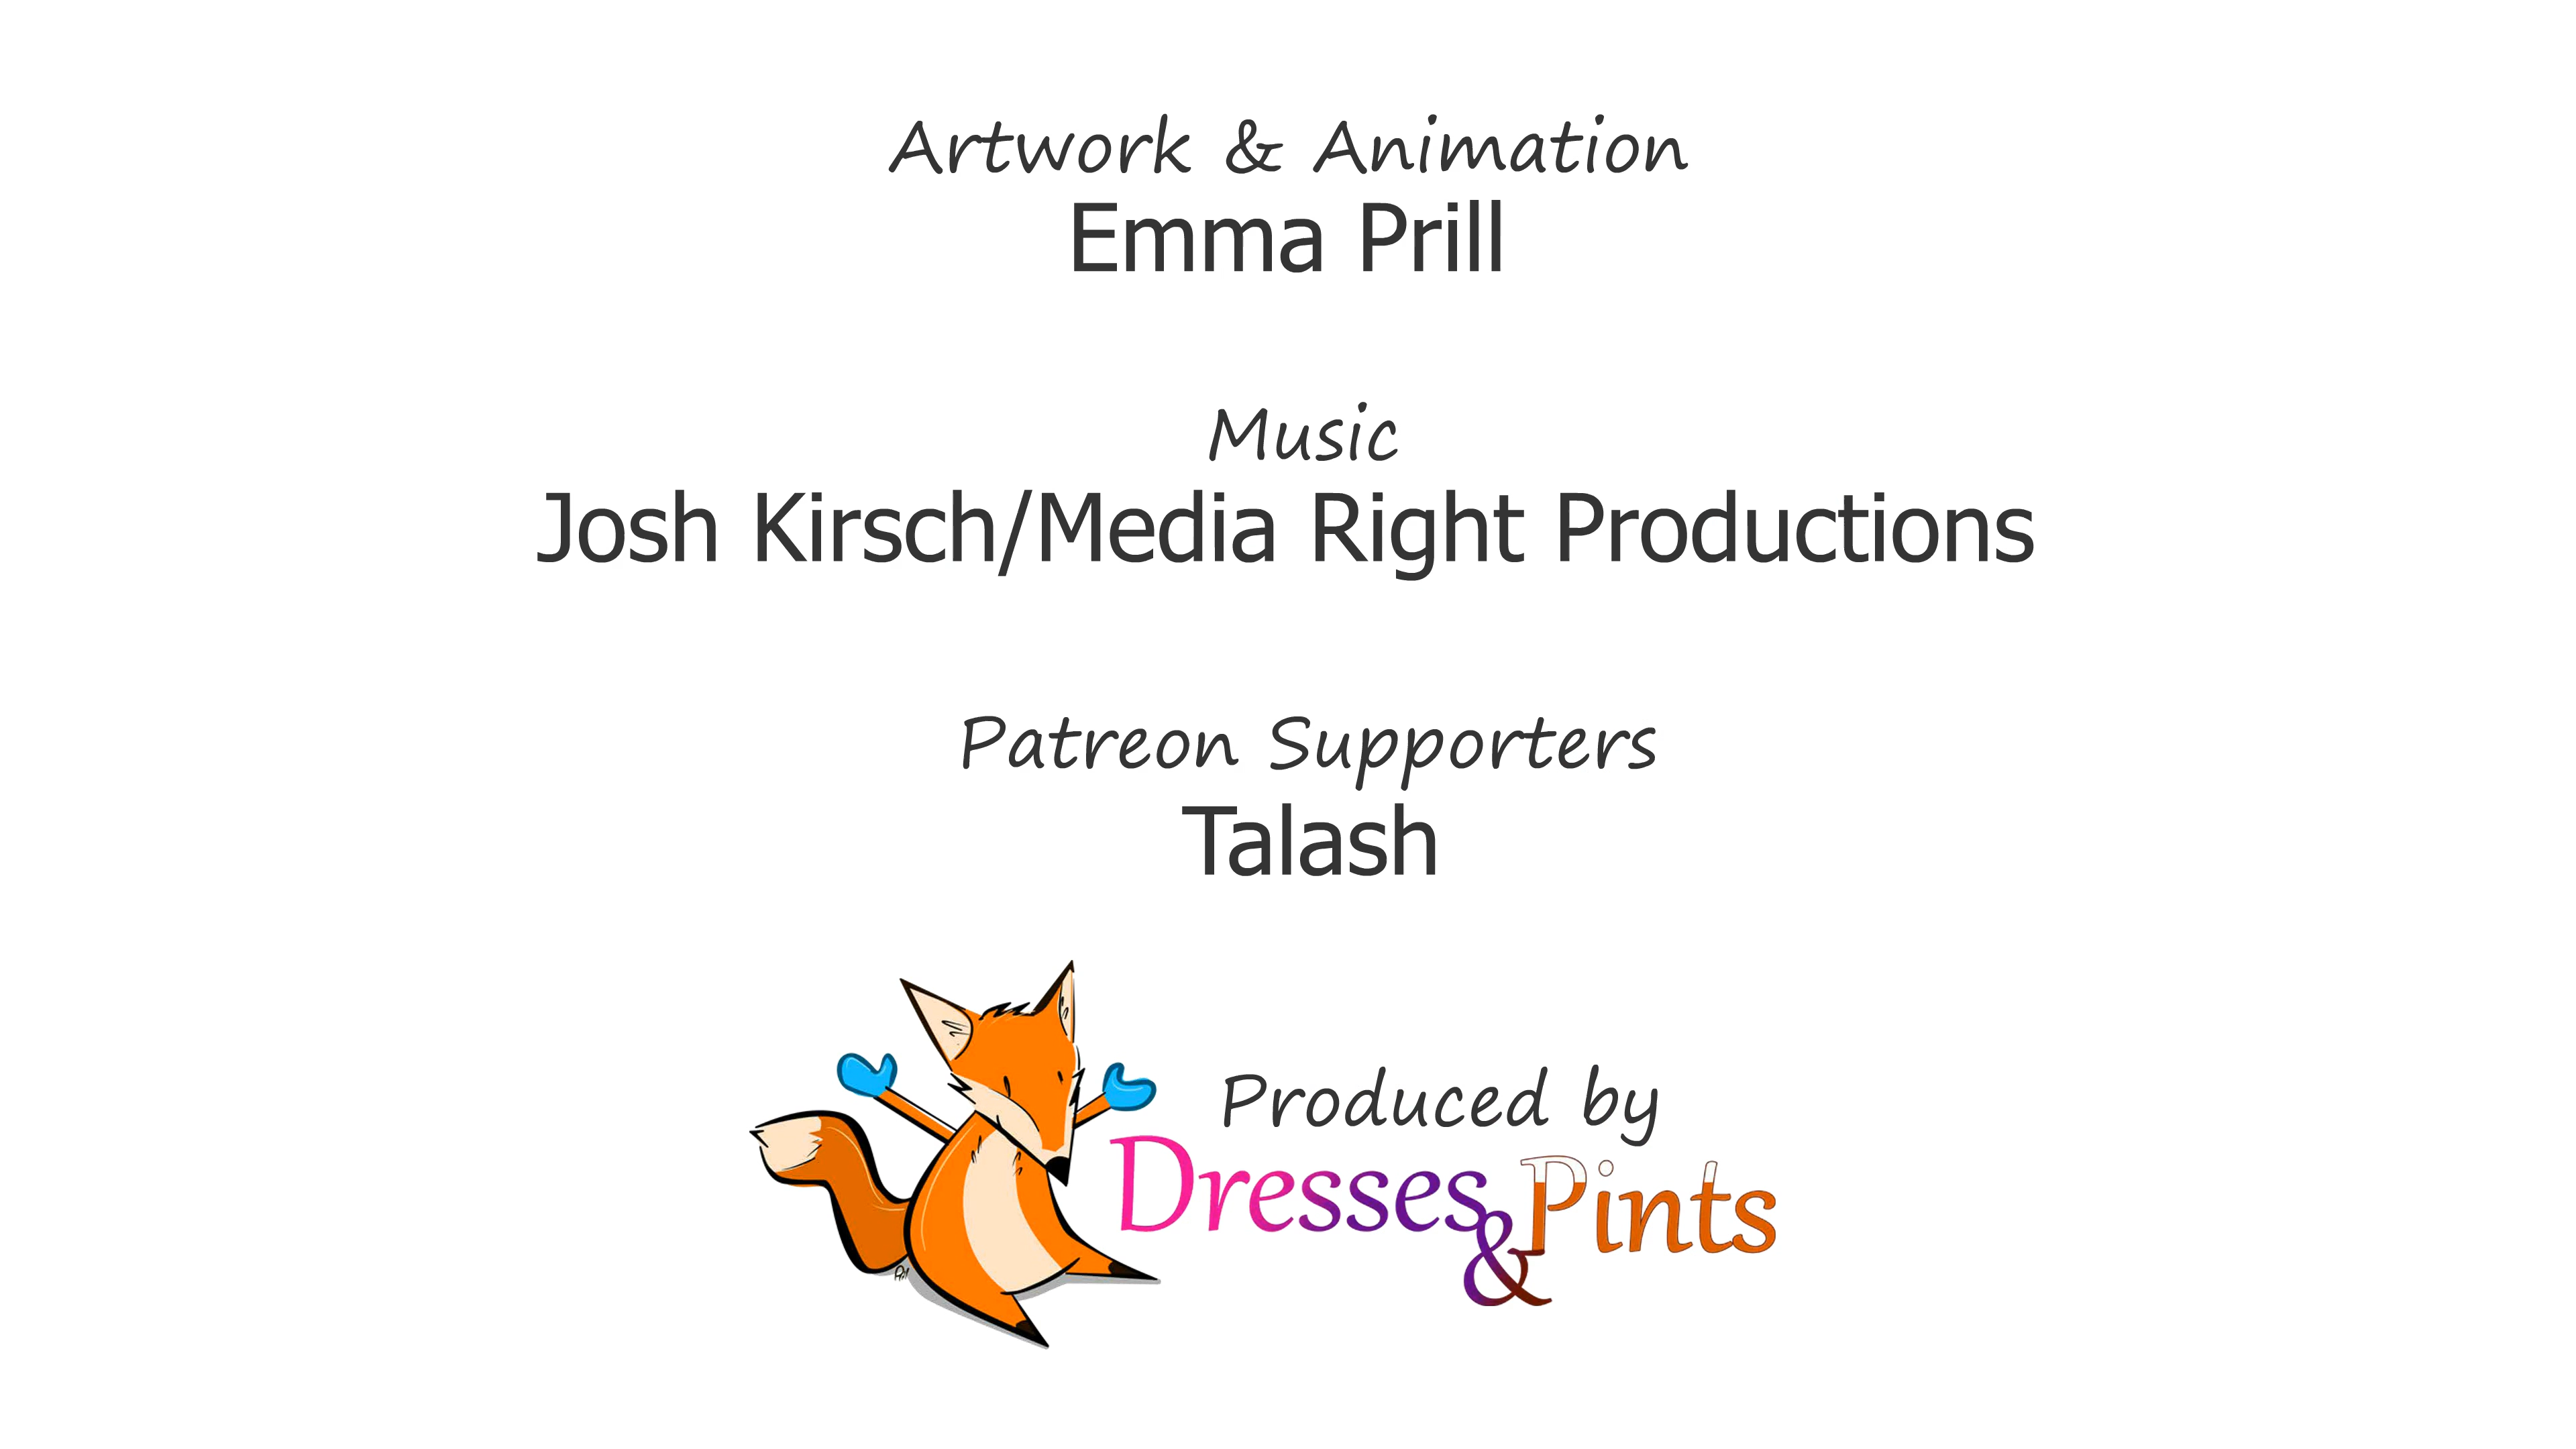 Artwork & Animation
Emma Prill
Music
Josh Kirsch/Media Right Productions
Patreon Supporters
Talash
Produced by
Dresses & Pints